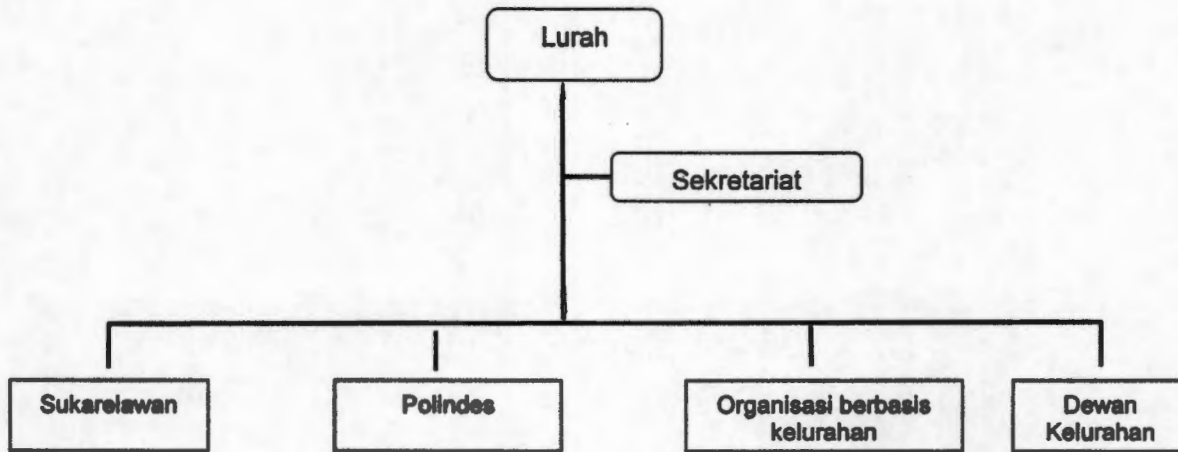 Lurah
Sekretariat
Sukarelawan
Polindes
Organisasi berbasis
kelurahan
Dewan
Kelurahan